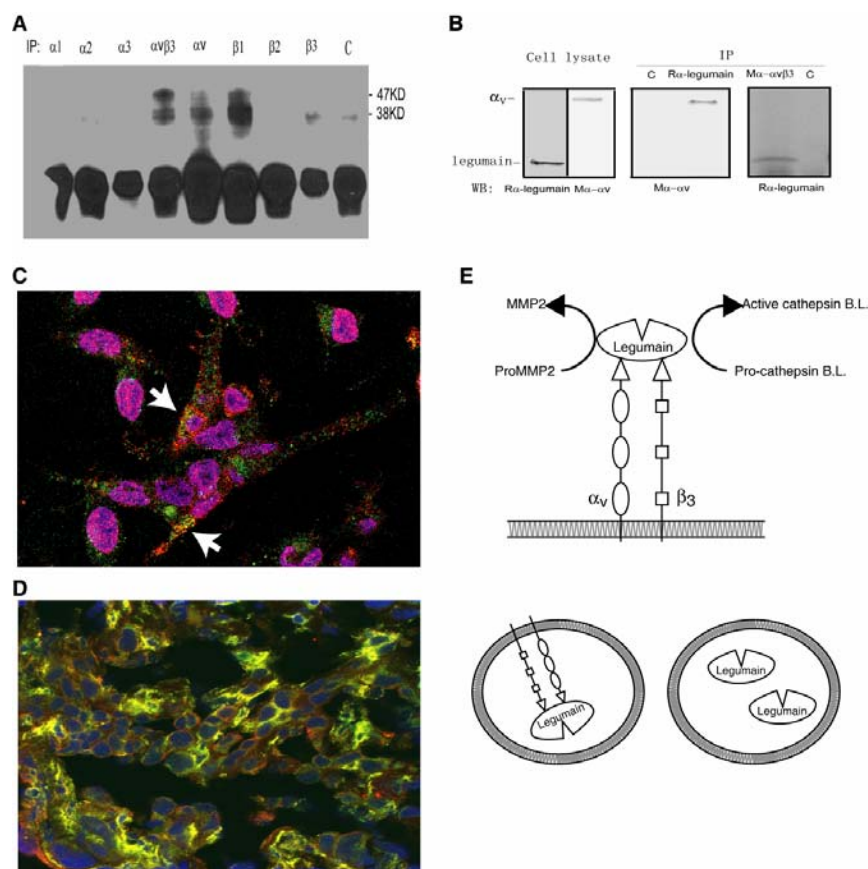 A
IP: α1 α2 α3 αvβ3 αv β1 β2 β3 C
47KD
38KD
B
Cell lysate
IP
C Rα-legumain Mα-αvβ3 C
αv
legumain
WB: Rα-legumain Mα-αv Mα-αv Rα-legumain
C
D
E
MMP2
Active cathepsin B.L.
Legumain
ProMMP2
Pro-cathepsin B.L.
αv β3
Legumain
Legumain
Legumain